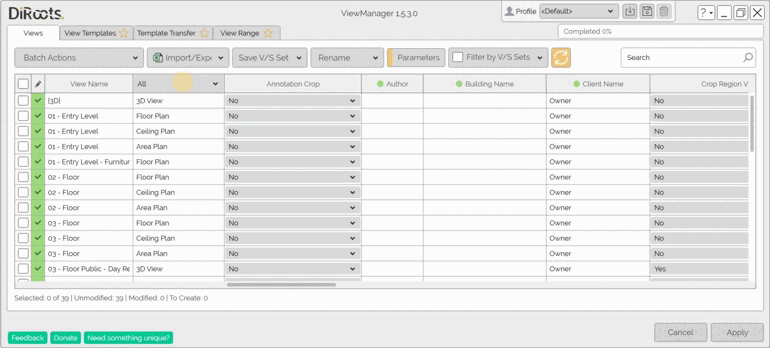 DiRoots.
ViewManager 1.5.3.0
Profile <Default>
? -
Completed 0%
Views View Templates Template Transfer View Range
Batch Actions Import/Expo Save V/S Set Rename Parameters Filter by V/S Sets Search
View Name All Annotation Crop Author Building Name Client Name Crop Region V
{3D} 3D View No Owner No
01 - Entry Level Floor Plan No Owner No
01 - Entry Level Ceiling Plan No Owner No
01 - Entry Level Area Plan No Owner No
01 - Entry Level - Furnitur Floor Plan No Owner No
02 - Floor Floor Plan No Owner No
02 - Floor Ceiling Plan No Owner No
02 - Floor Area Plan No Owner No
03 - Floor Floor Plan No Owner No
03 - Floor Ceiling Plan No Owner No
03 - Floor Area Plan No Owner No
03 - Floor Public - Day Re 3D View No Owner Yes
Selected: 0 of 39 | Unmodified: 39 | Modified: 0 | To Create: 0
Feedback Donate Need something unique? Cancel Apply